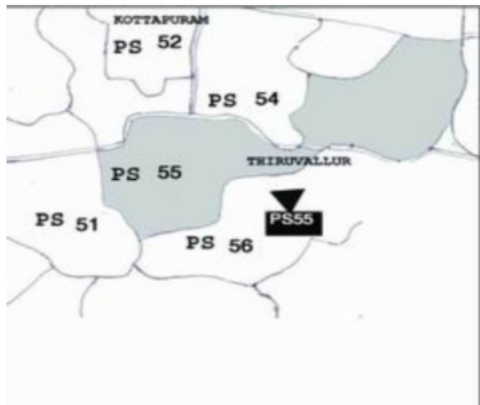 KOTTAPURAM
PS 52
PS 54
THIRUVALLUR
PS 55
PS 51
PS55
PS 56